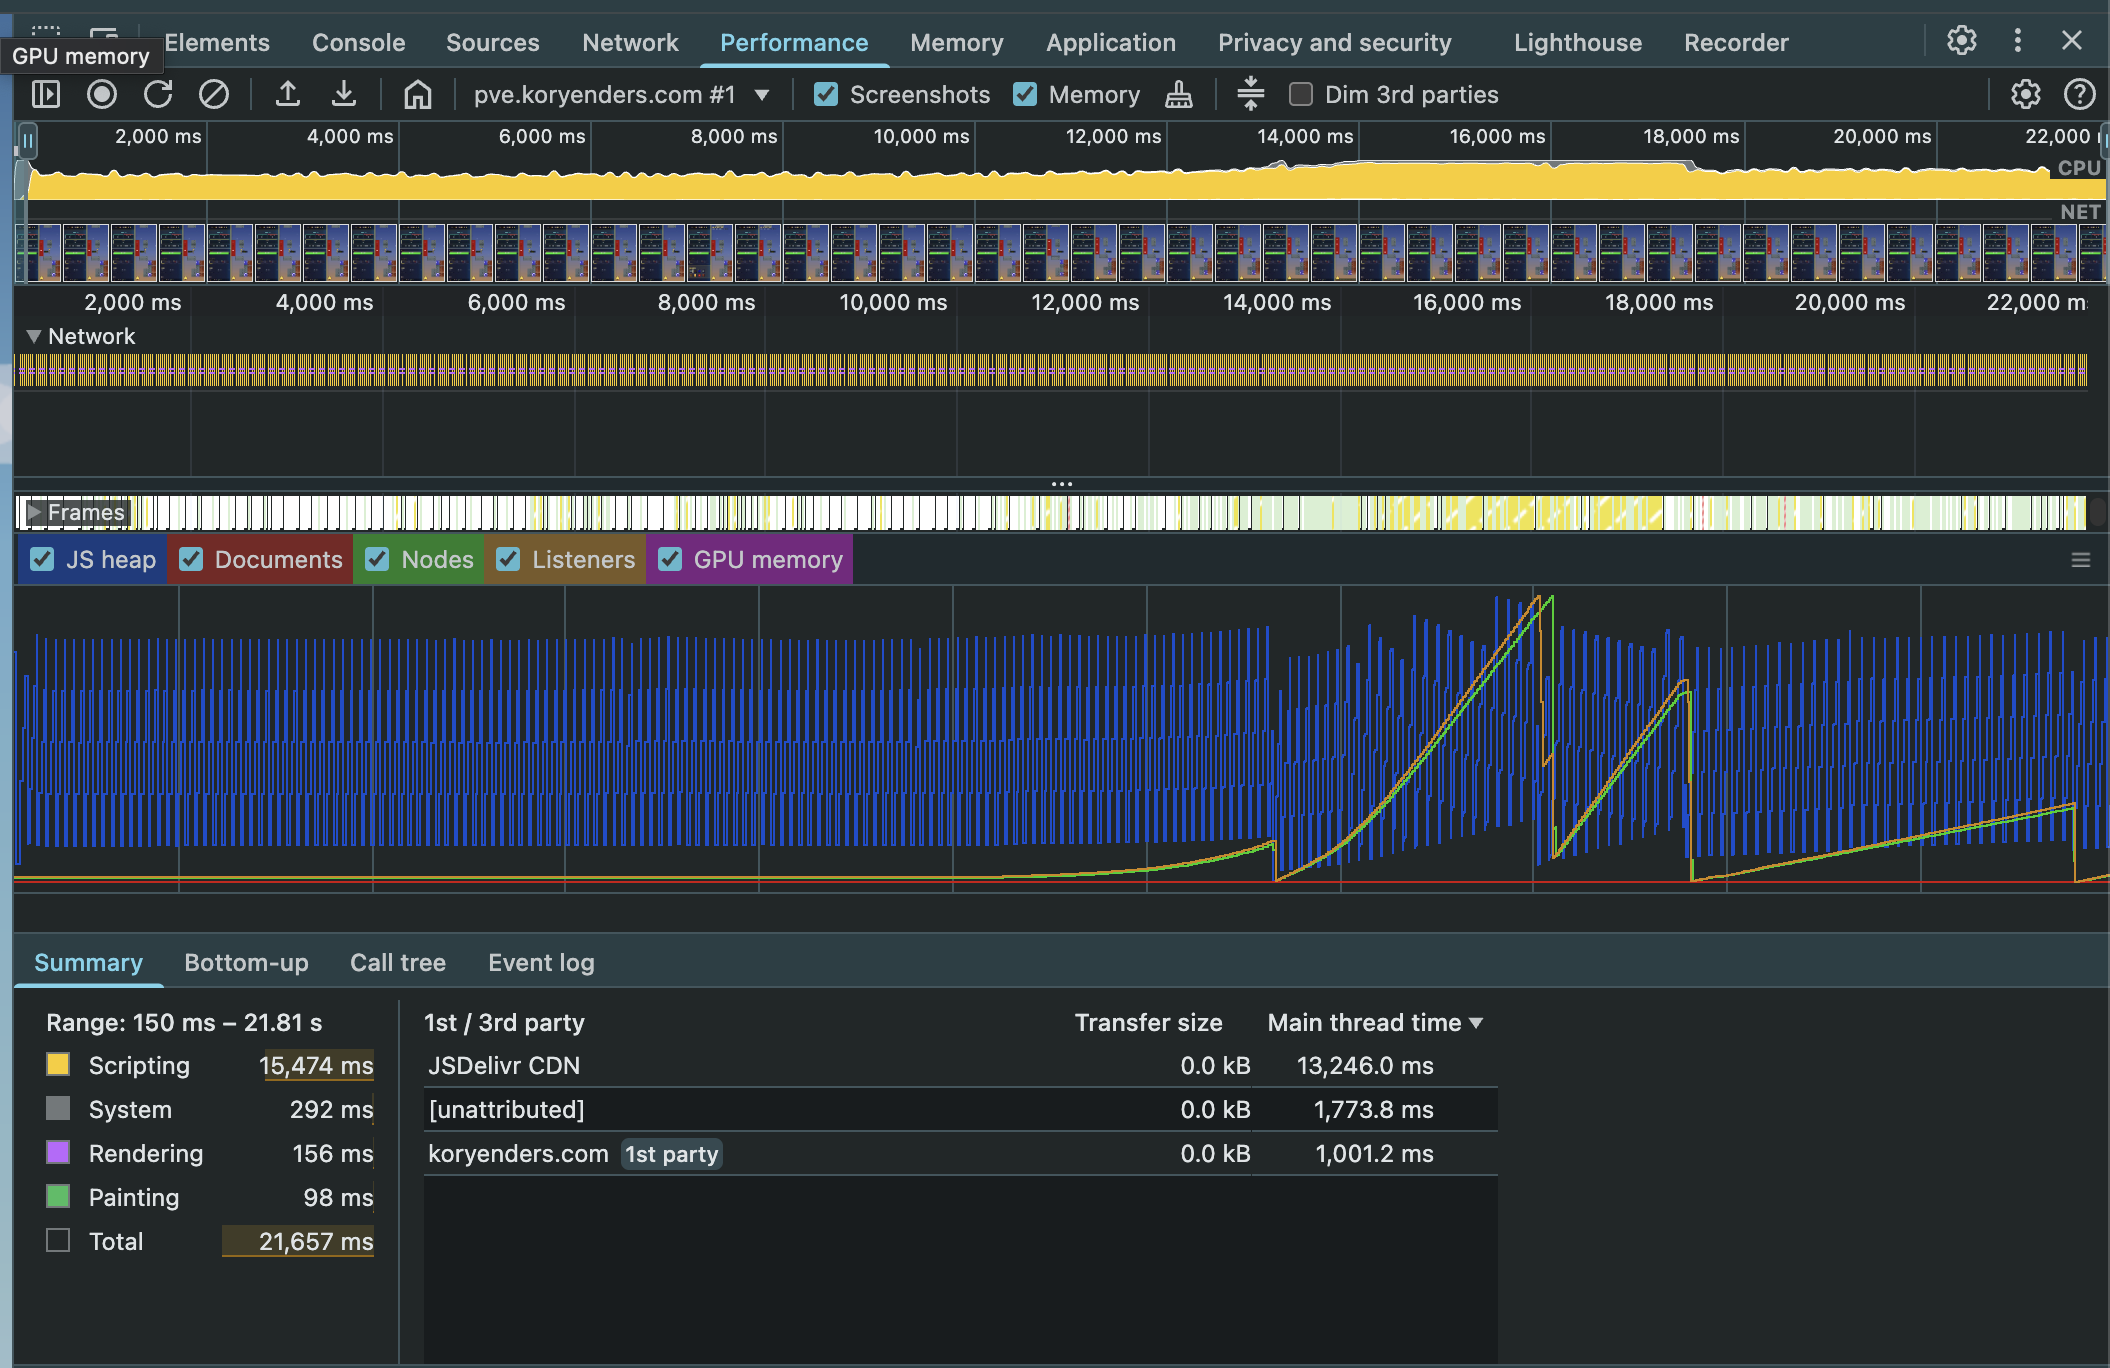 GPU memory
Elements Console Sources Network Performance Memory Application Privacy and security Lighthouse Recorder
pve.koryenders.com #1 Screenshots Memory Dim 3rd parties
2,000 ms 4,000 ms 6,000 ms 8,000 ms 10,000 ms 12,000 ms 14,000 ms 16,000 ms 18,000 ms 20,000 ms 22,000
CPU
NET
2,000 ms 4,000 ms 6,000 ms 8,000 ms 10,000 ms 12,000 ms 14,000 ms 16,000 ms 18,000 ms 20,000 ms 22,000 m
Network
Frames
JS heap Documents Nodes Listeners GPU memory
Summary Bottom-up Call tree Event log
Range: 150 ms – 21.81 s
Scripting 15,474 ms
System 292 ms
Rendering 156 ms
Painting 98 ms
Total 21,657 ms
1st / 3rd party Transfer size Main thread time
JSDelivr CDN 0.0 kB 13,246.0 ms
[unattributed] 0.0 kB 1,773.8 ms
koryenders.com 1st party 0.0 kB 1,001.2 ms